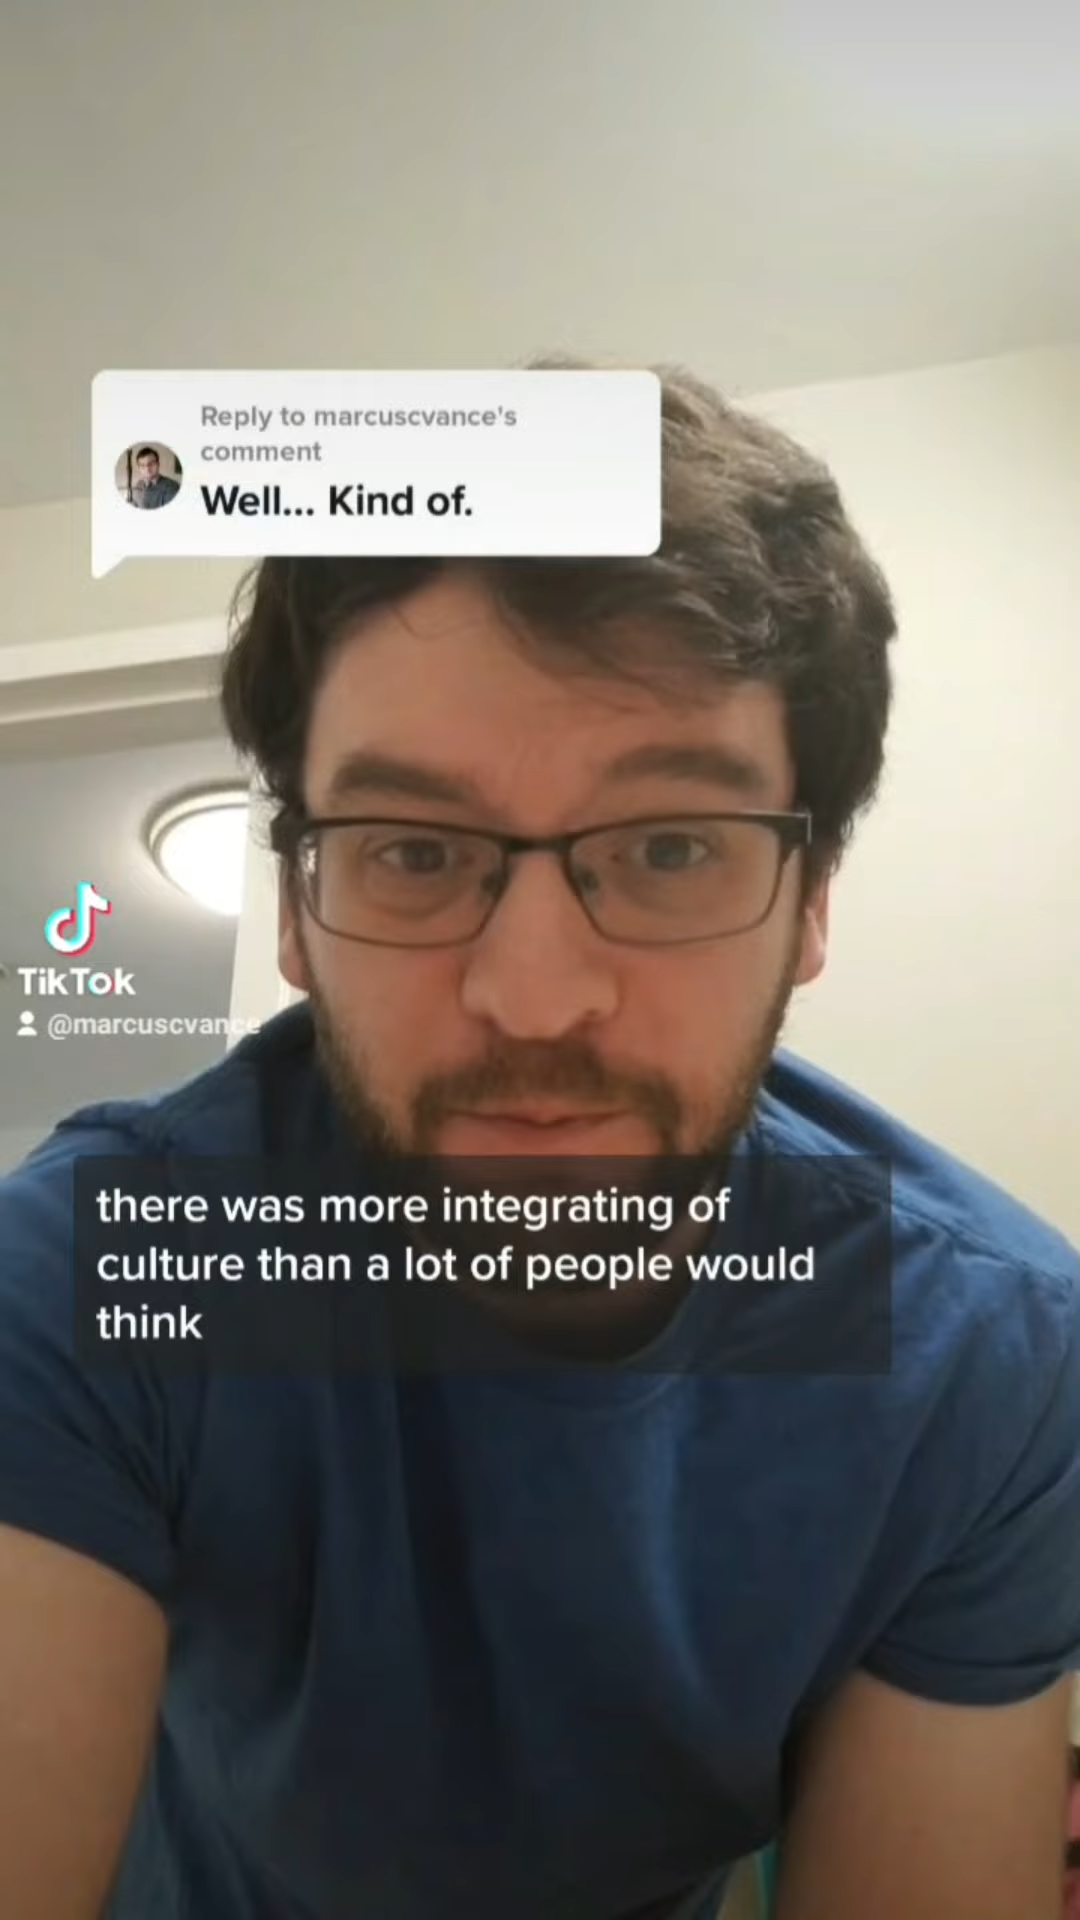 Reply to marcuscvance's
comment
Well... Kind of.
TikTok
@marcuscvance
there was more integrating of
culture than a lot of people would
think